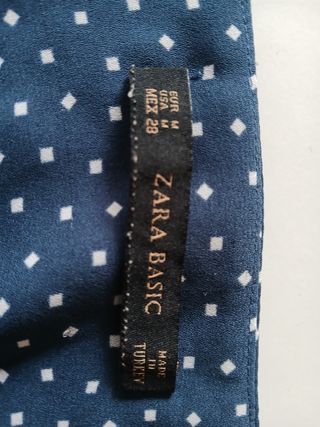 EUR M
USA M
MEX 28
ZARA BASIC
MADE
IN
TURKEY